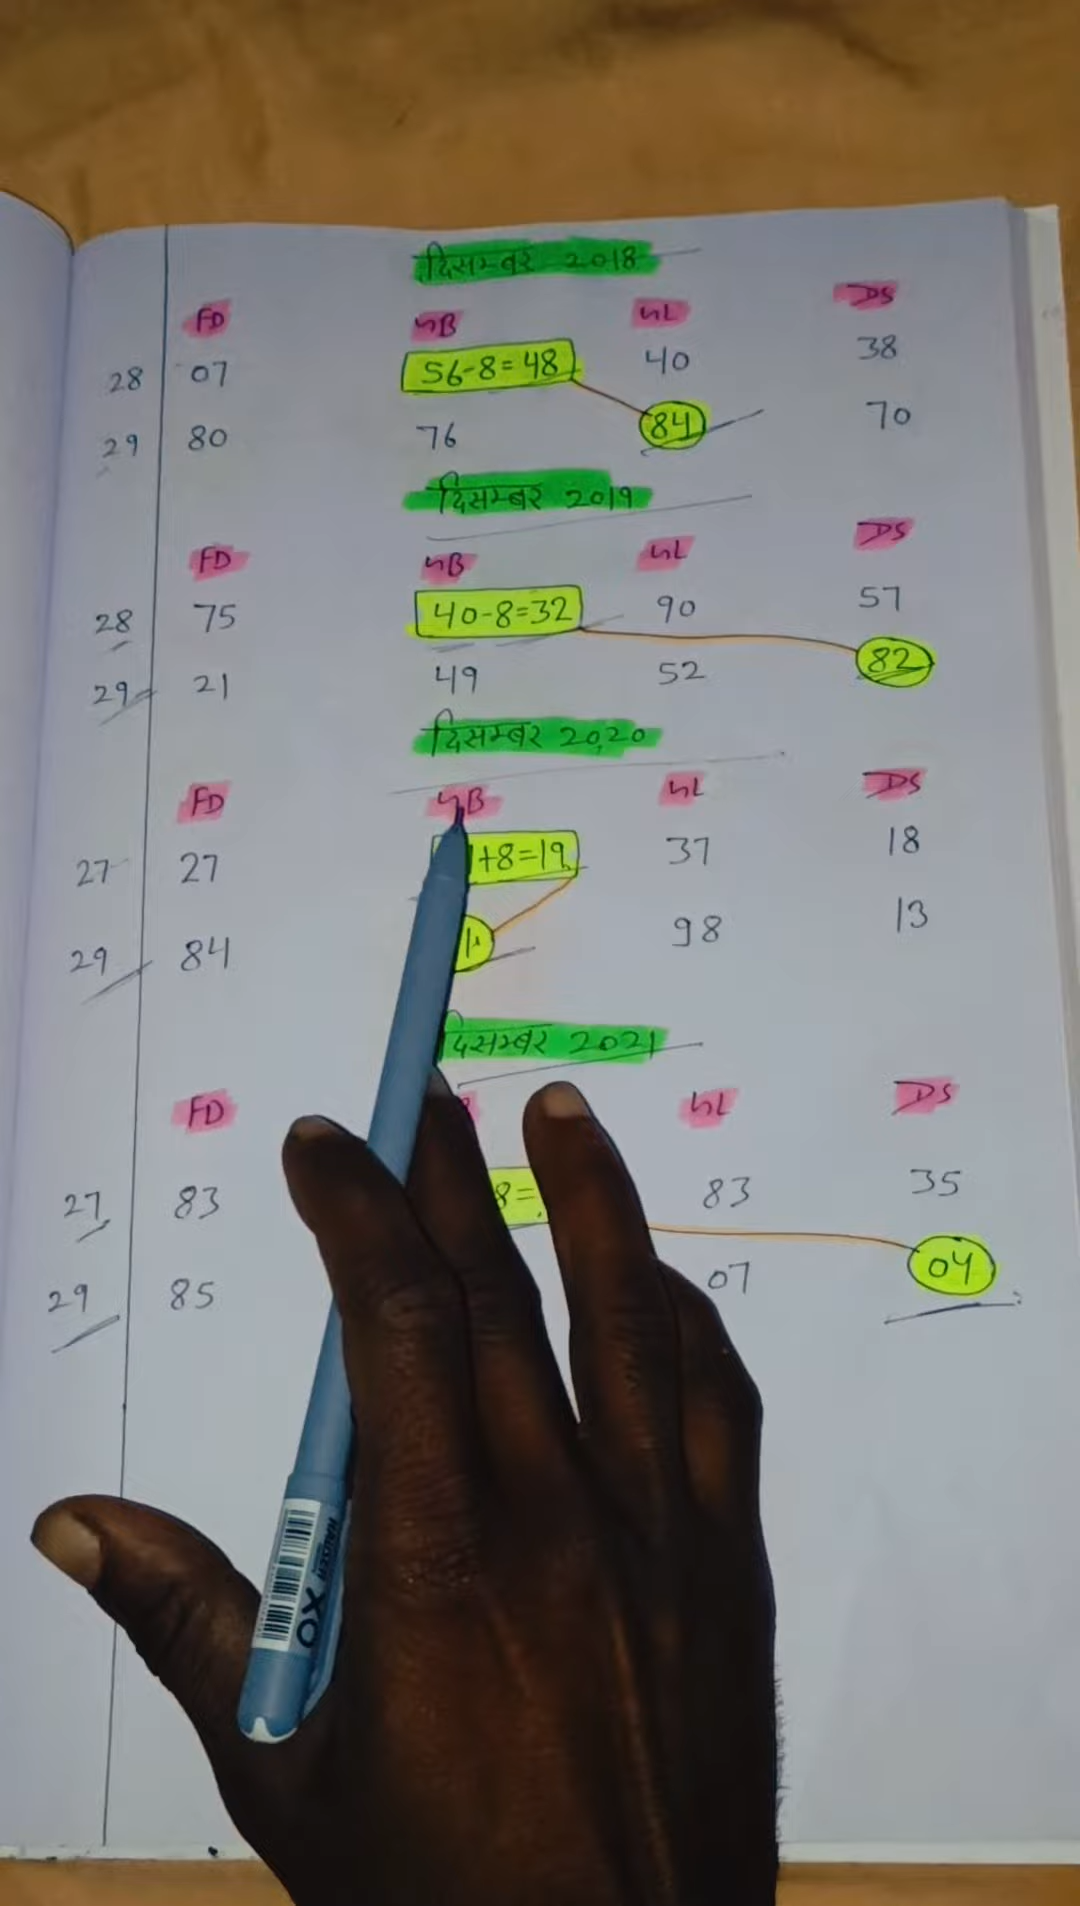 दिसम्बर 2018
FD GB GL DS
28 07 56-8=48 40 38
29 80 76 84 70
दिसम्बर 2019
FD GB GL DS
28 75 40-8=32 90 57
29 21 49 52 82
दिसम्बर 2020
FD GB GL DS
27 27 1+8=19 37 18
29 84 98 13
दिसम्बर 2021
FD GL DS
27 83 8= 83 35
29 85 07 04
XO